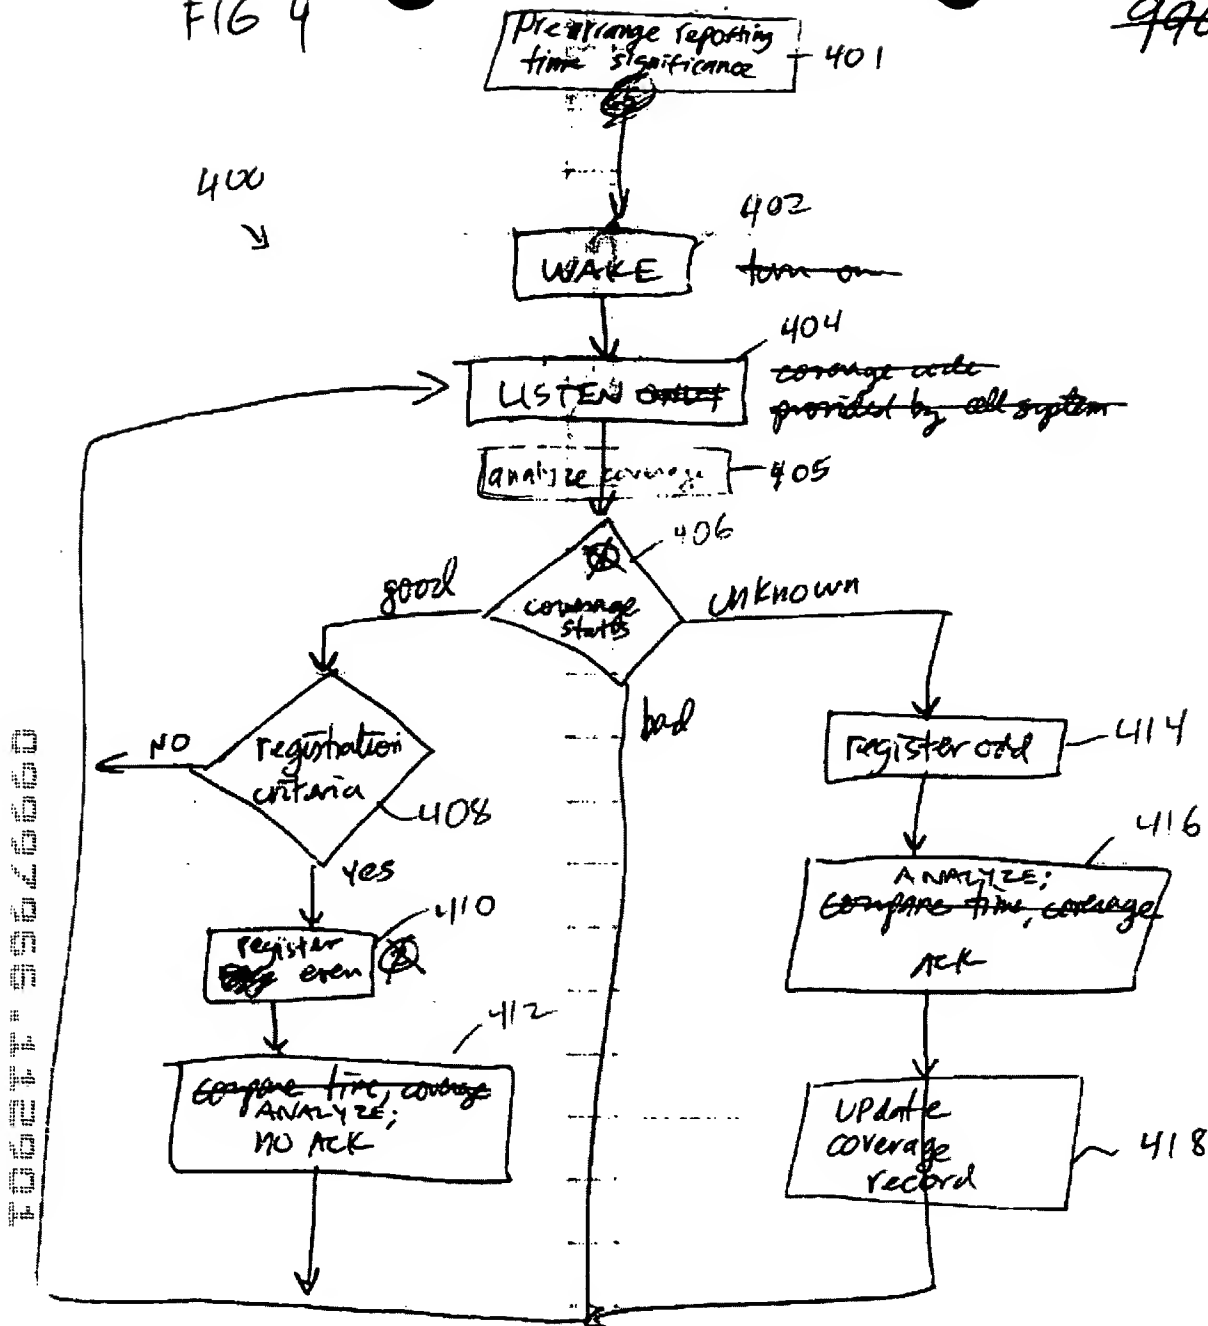 FIG 4
Prearrange reporting
time significance
401
400
402
WAKE
turn on
404
LISTEN ONLY
coverage code
provided by cell system
analyze coverage
405
406
coverage
status
good
unknown
bad
NO
registration
criteria
408
yes
register odd
414
410
register
even
416
ANALYZE;
compare time, coverage
ACK
412
compare time, coverage
ANALYZE;
NO ACK
Update
coverage
record
418